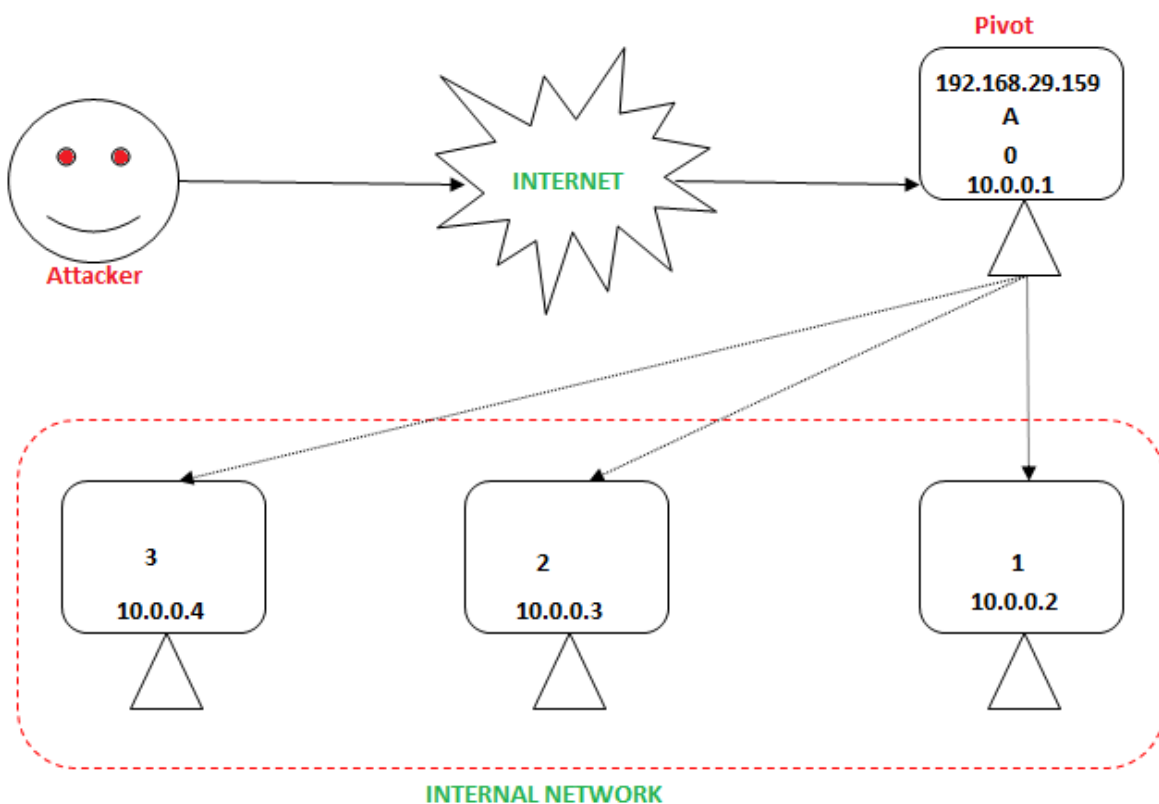 Pivot
192.168.29.159
A
0
10.0.0.1
INTERNET
Attacker
3
10.0.0.4
2
10.0.0.3
1
10.0.0.2
INTERNAL NETWORK